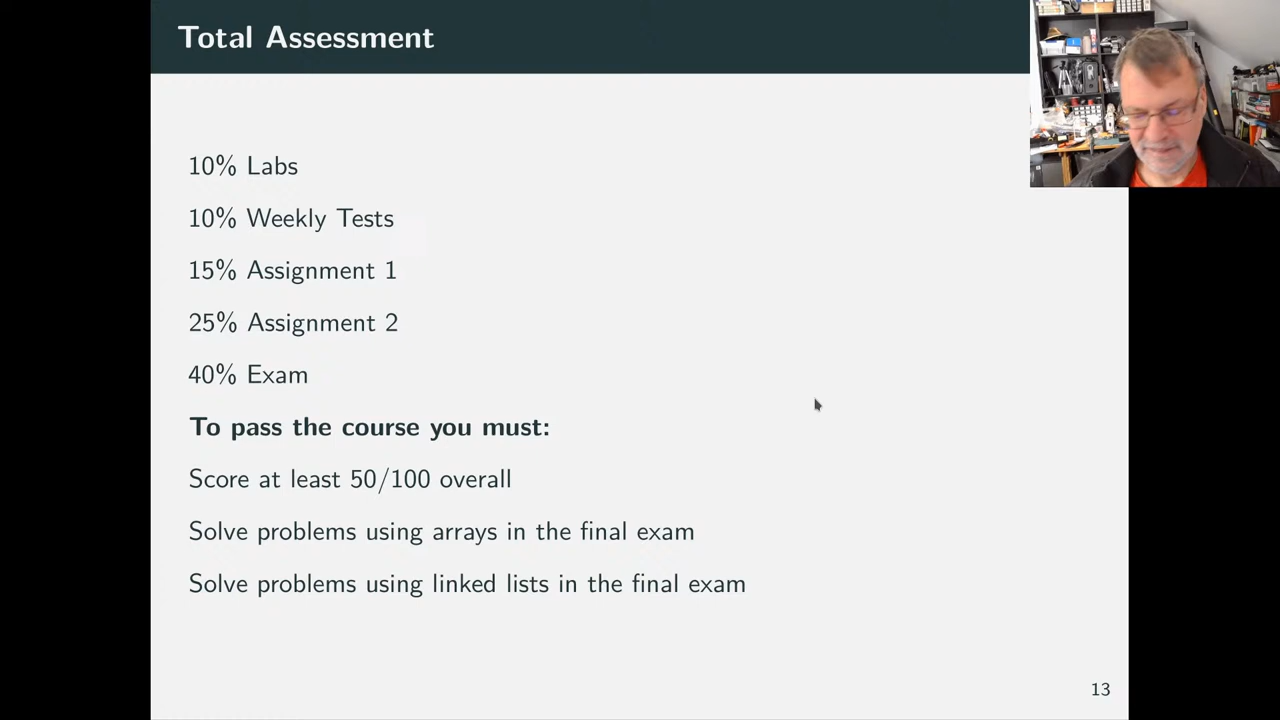 Total Assessment
10% Labs
10% Weekly Tests
15% Assignment 1
25% Assignment 2
40% Exam
To pass the course you must:
Score at least 50/100 overall
Solve problems using arrays in the final exam
Solve problems using linked lists in the final exam
13